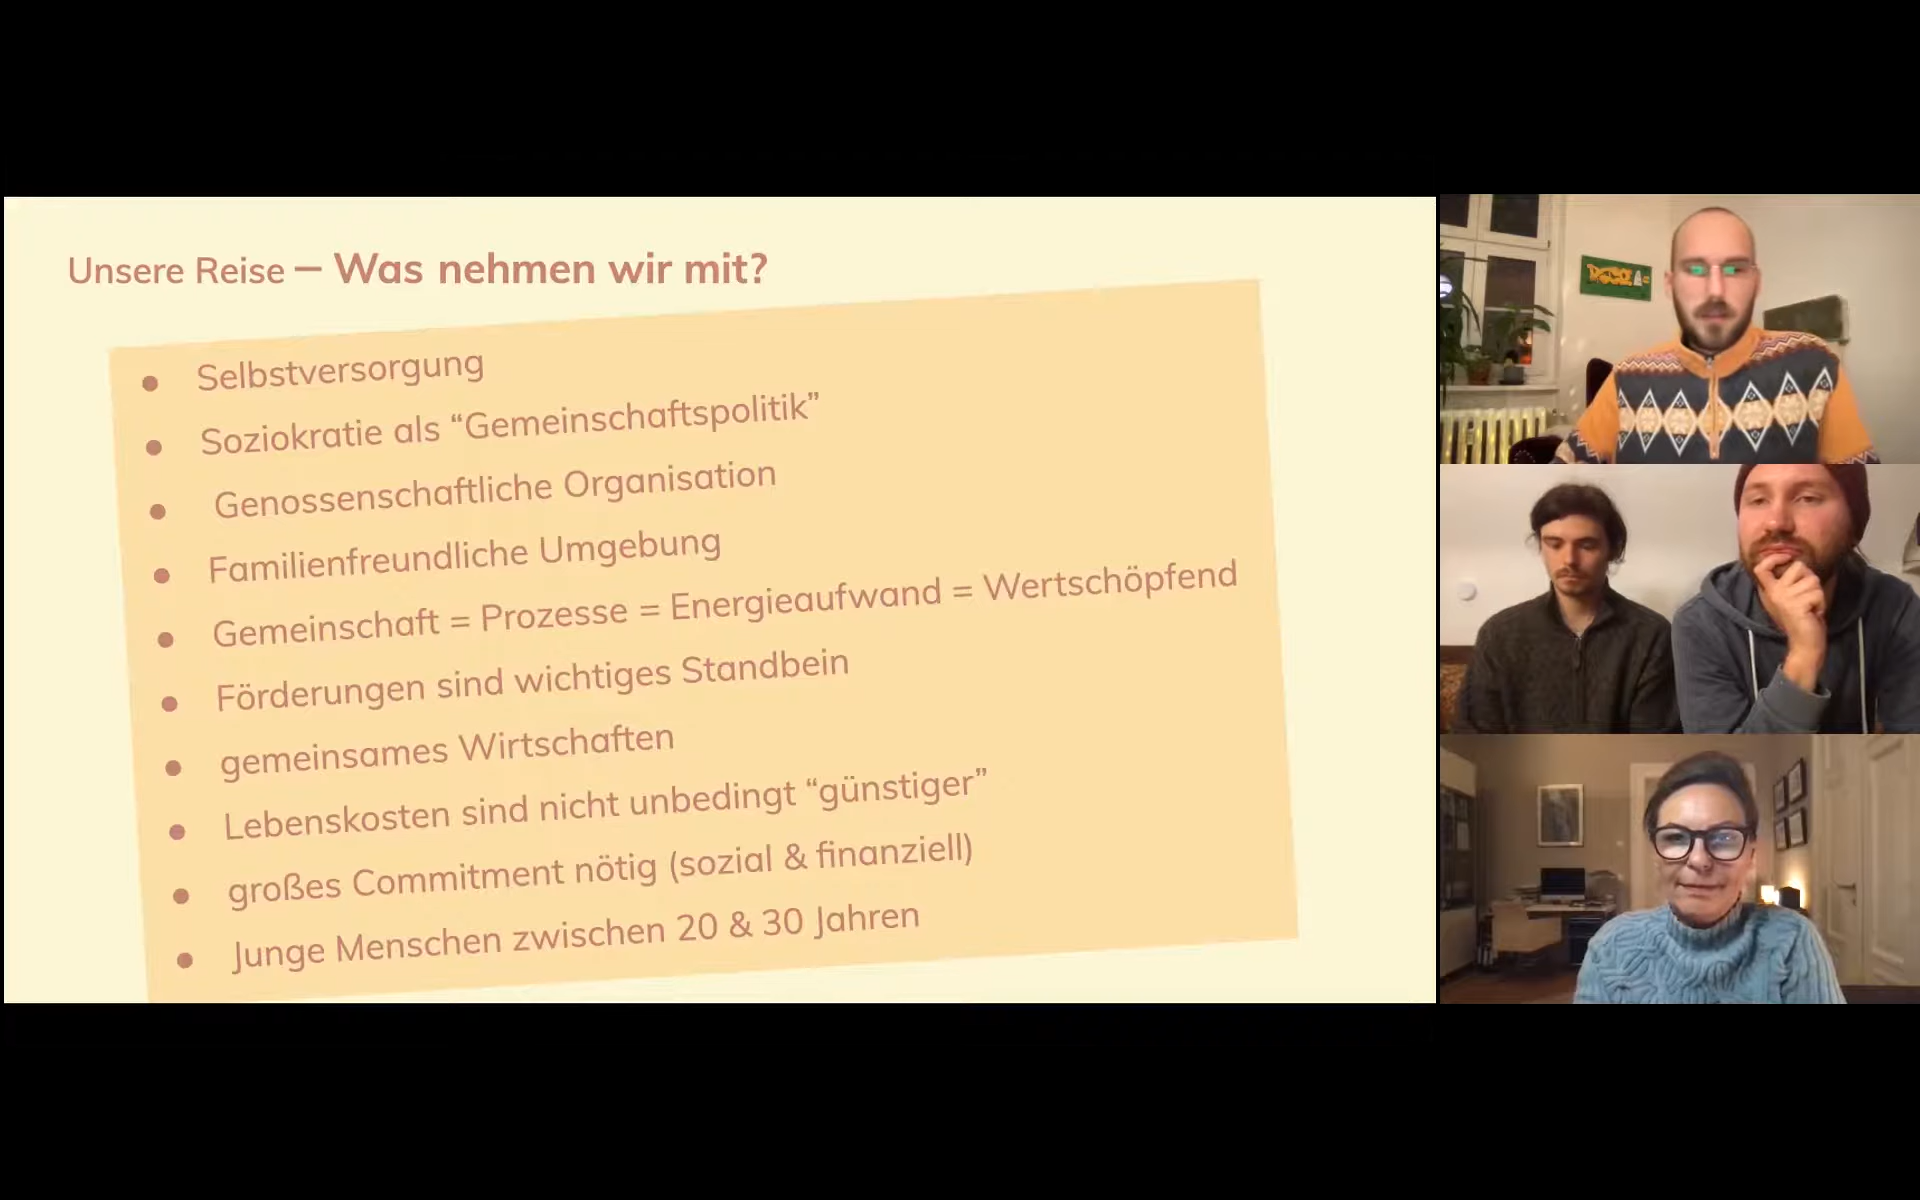 Unsere Reise – Was nehmen wir mit?
● Selbstversorgung
● Soziokratie als “Gemeinschaftspolitik”
● Genossenschaftliche Organisation
● Familienfreundliche Umgebung
● Gemeinschaft = Prozesse = Energieaufwand = Wertschöpfend
● Förderungen sind wichtiges Standbein
● gemeinsames Wirtschaften
● Lebenskosten sind nicht unbedingt “günstiger”
● großes Commitment nötig (sozial & finanziell)
● Junge Menschen zwischen 20 & 30 Jahren